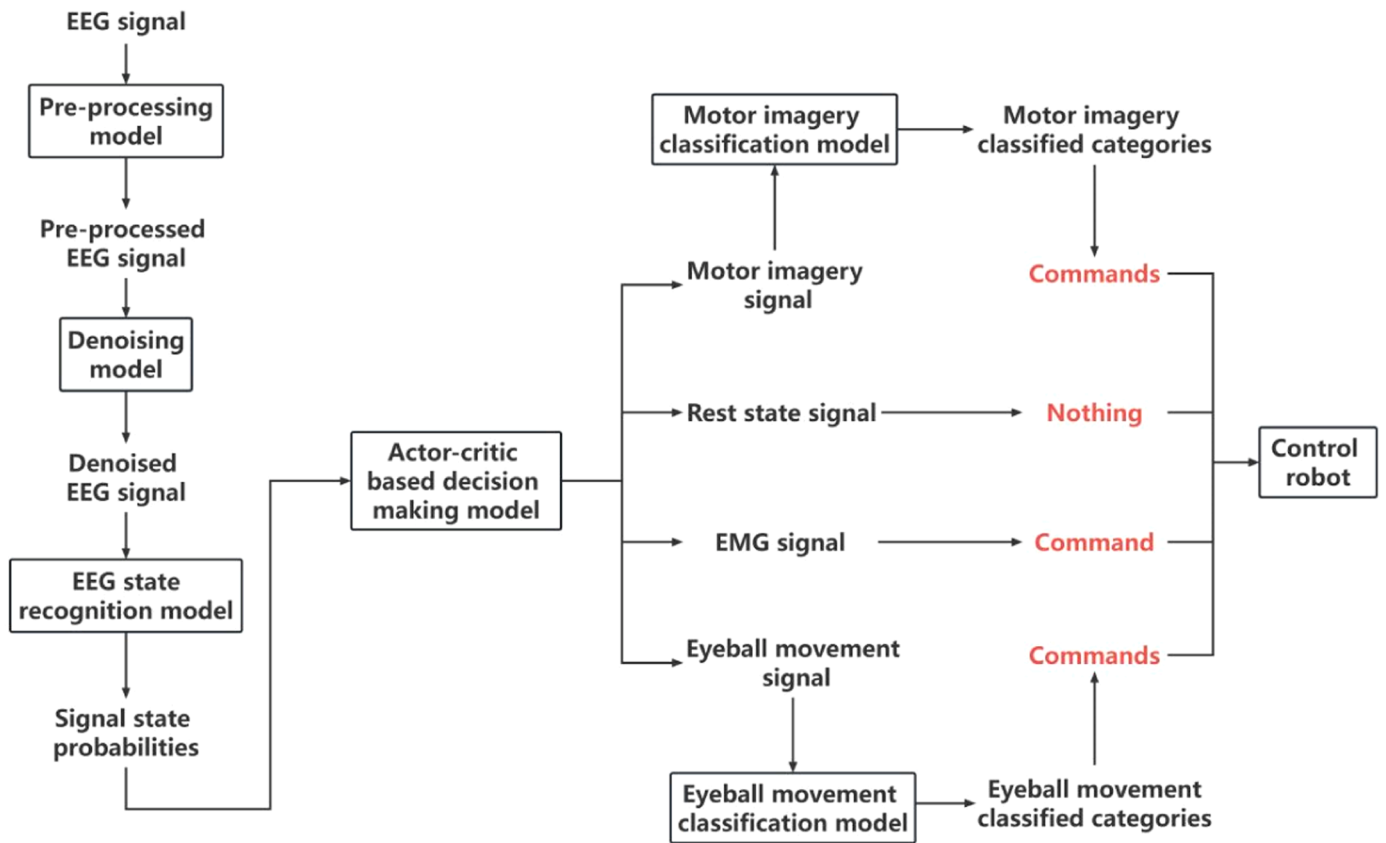 EEG signal
Pre-processing
model
Pre-processed
EEG signal
Denoising
model
Denoised
EEG signal
EEG state
recognition model
Signal state
probabilities
Actor-critic
based decision
making model
Motor imagery
classification model
Motor imagery
classified categories
Motor imagery
signal
Commands
Rest state signal
Nothing
EMG signal
Command
Eyeball movement
signal
Commands
Eyeball movement
classification model
Eyeball movement
classified categories
Control
robot